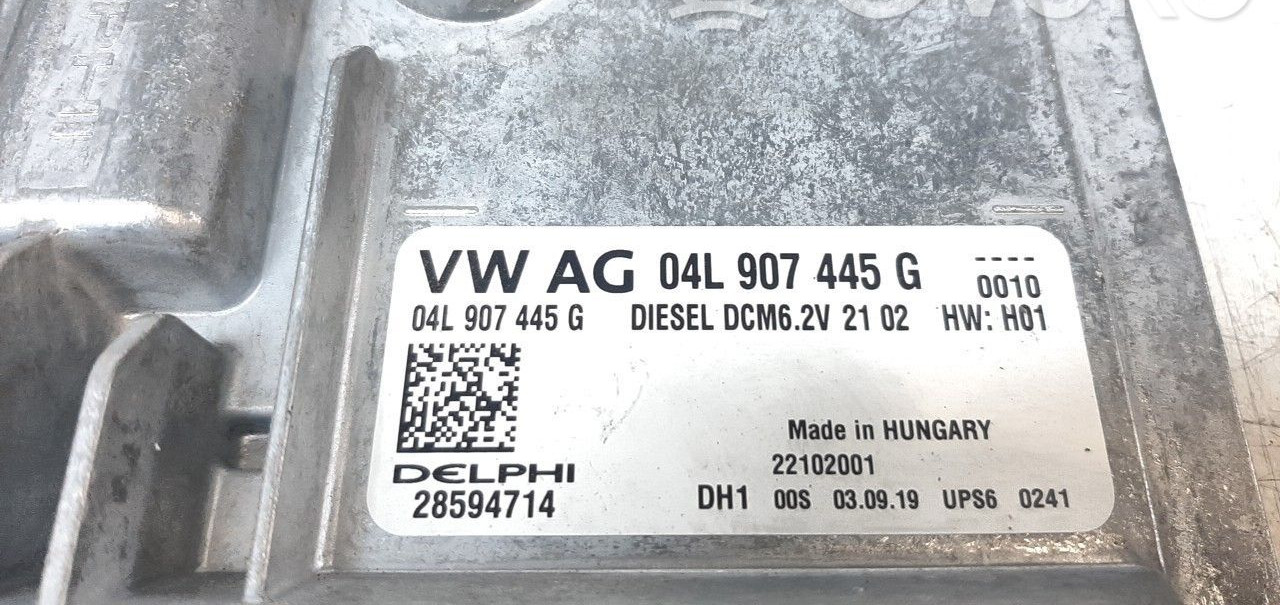 VW AG 04L 907 445 G ----
0010
04L 907 445 G DIESEL DCM6.2V 21 02 HW: H01
Made in HUNGARY
22102001
DELPHI
28594714
DH1 00S 03.09.19 UPS6 0241